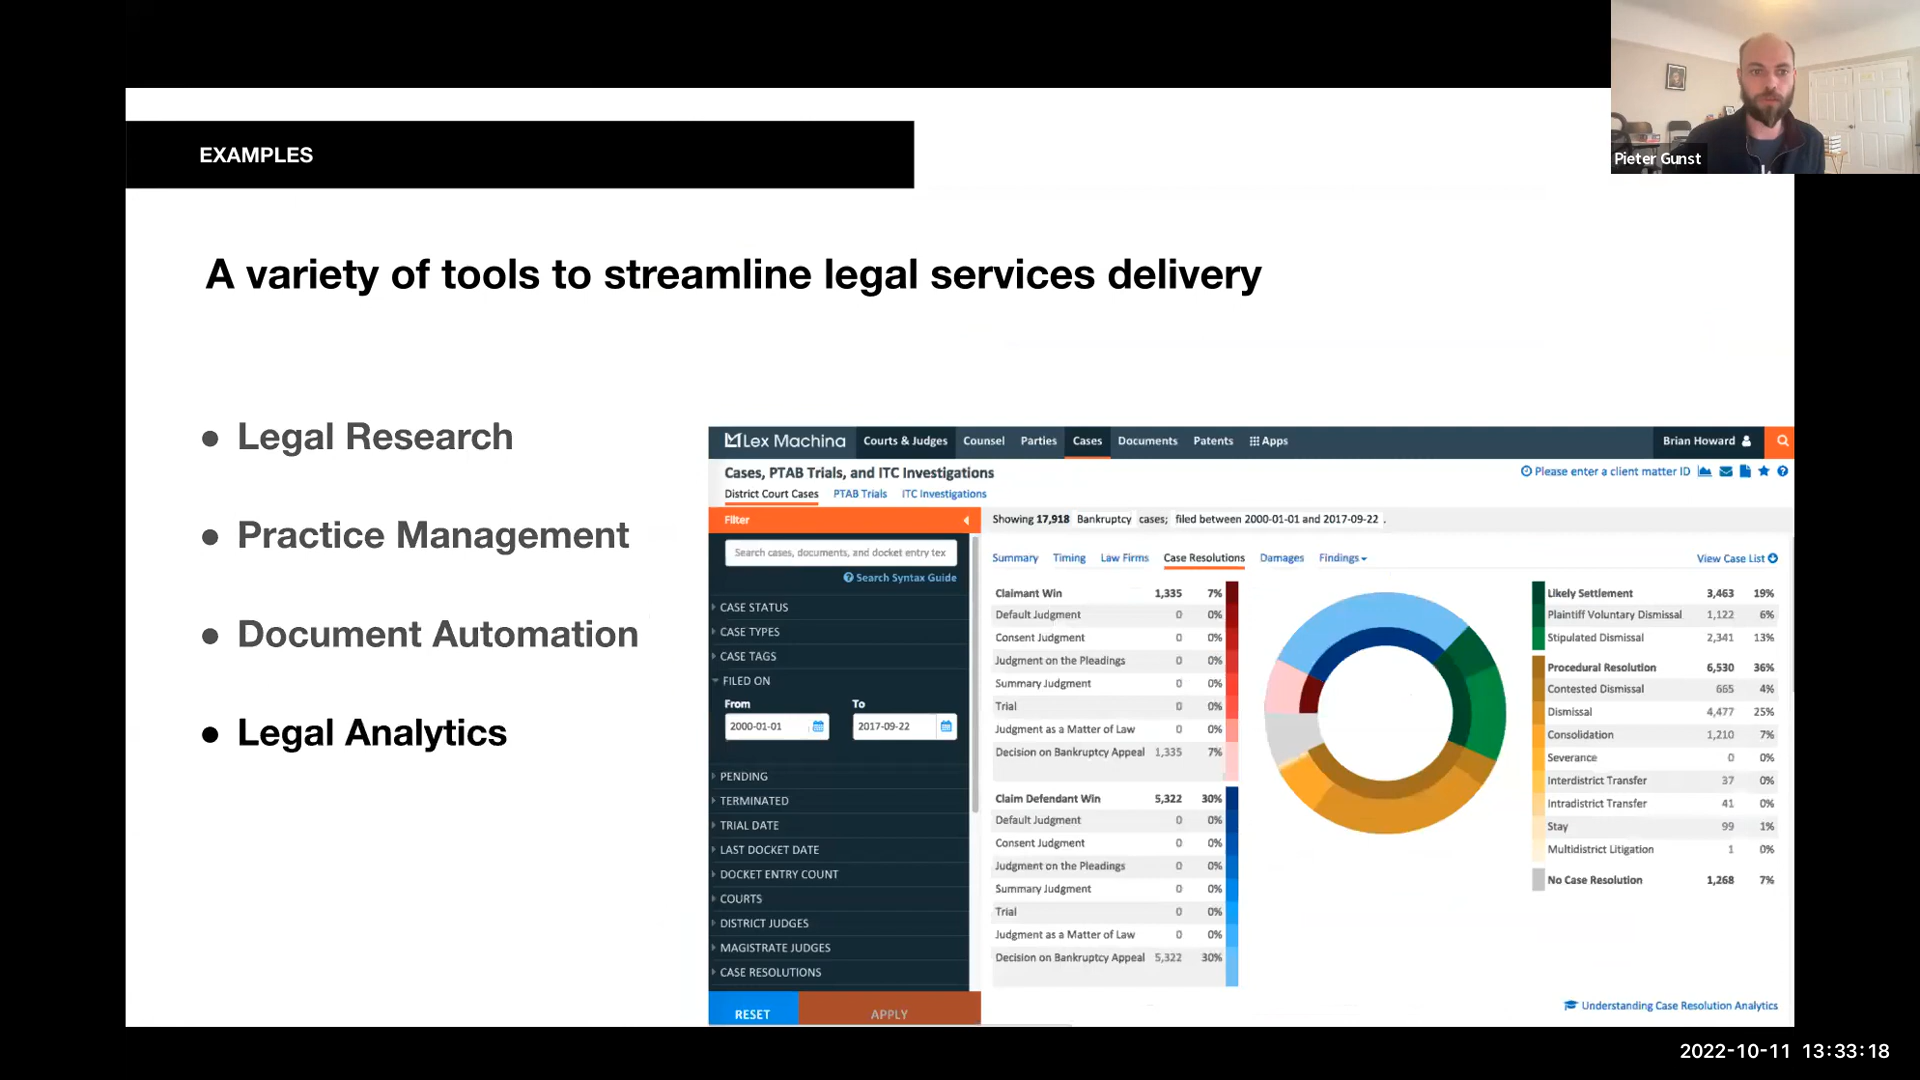 EXAMPLES
Pieter Gunst
A variety of tools to streamline legal services delivery
● Legal Research
● Practice Management
● Document Automation
● Legal Analytics
Lex Machina Courts & Judges Counsel Parties Cases Documents Patents Apps Brian Howard
Cases, PTAB Trials, and ITC Investigations
Please enter a client matter ID
District Court Cases PTAB Trials ITC Investigations
Filter
Search cases, documents, and docket entry tex
Search Syntax Guide
CASE STATUS
CASE TYPES
CASE TAGS
FILED ON
From To
2000-01-01 2017-09-22
PENDING
TERMINATED
TRIAL DATE
LAST DOCKET DATE
DOCKET ENTRY COUNT
COURTS
DISTRICT JUDGES
MAGISTRATE JUDGES
CASE RESOLUTIONS
RESET APPLY
Showing 17,918 Bankruptcy cases; filed between 2000-01-01 and 2017-09-22 .
Summary Timing Law Firms Case Resolutions Damages Findings View Case List
Claimant Win 1,335 7%
Default Judgment 0 0%
Consent Judgment 0 0%
Judgment on the Pleadings 0 0%
Summary Judgment 0 0%
Trial 0 0%
Judgment as a Matter of Law 0 0%
Decision on Bankruptcy Appeal 1,335 7%
Claim Defendant Win 5,322 30%
Default Judgment 0 0%
Consent Judgment 0 0%
Judgment on the Pleadings 0 0%
Summary Judgment 0 0%
Trial 0 0%
Judgment as a Matter of Law 0 0%
Decision on Bankruptcy Appeal 5,322 30%
Likely Settlement 3,463 19%
Plaintiff Voluntary Dismissal 1,122 6%
Stipulated Dismissal 2,341 13%
Procedural Resolution 6,530 36%
Contested Dismissal 665 4%
Dismissal 4,477 25%
Consolidation 1,210 7%
Severance 0 0%
Interdistrict Transfer 37 0%
Intradistrict Transfer 41 0%
Stay 99 1%
Multidistrict Litigation 1 0%
No Case Resolution 1,268 7%
Understanding Case Resolution Analytics
2022-10-11 13:33:18